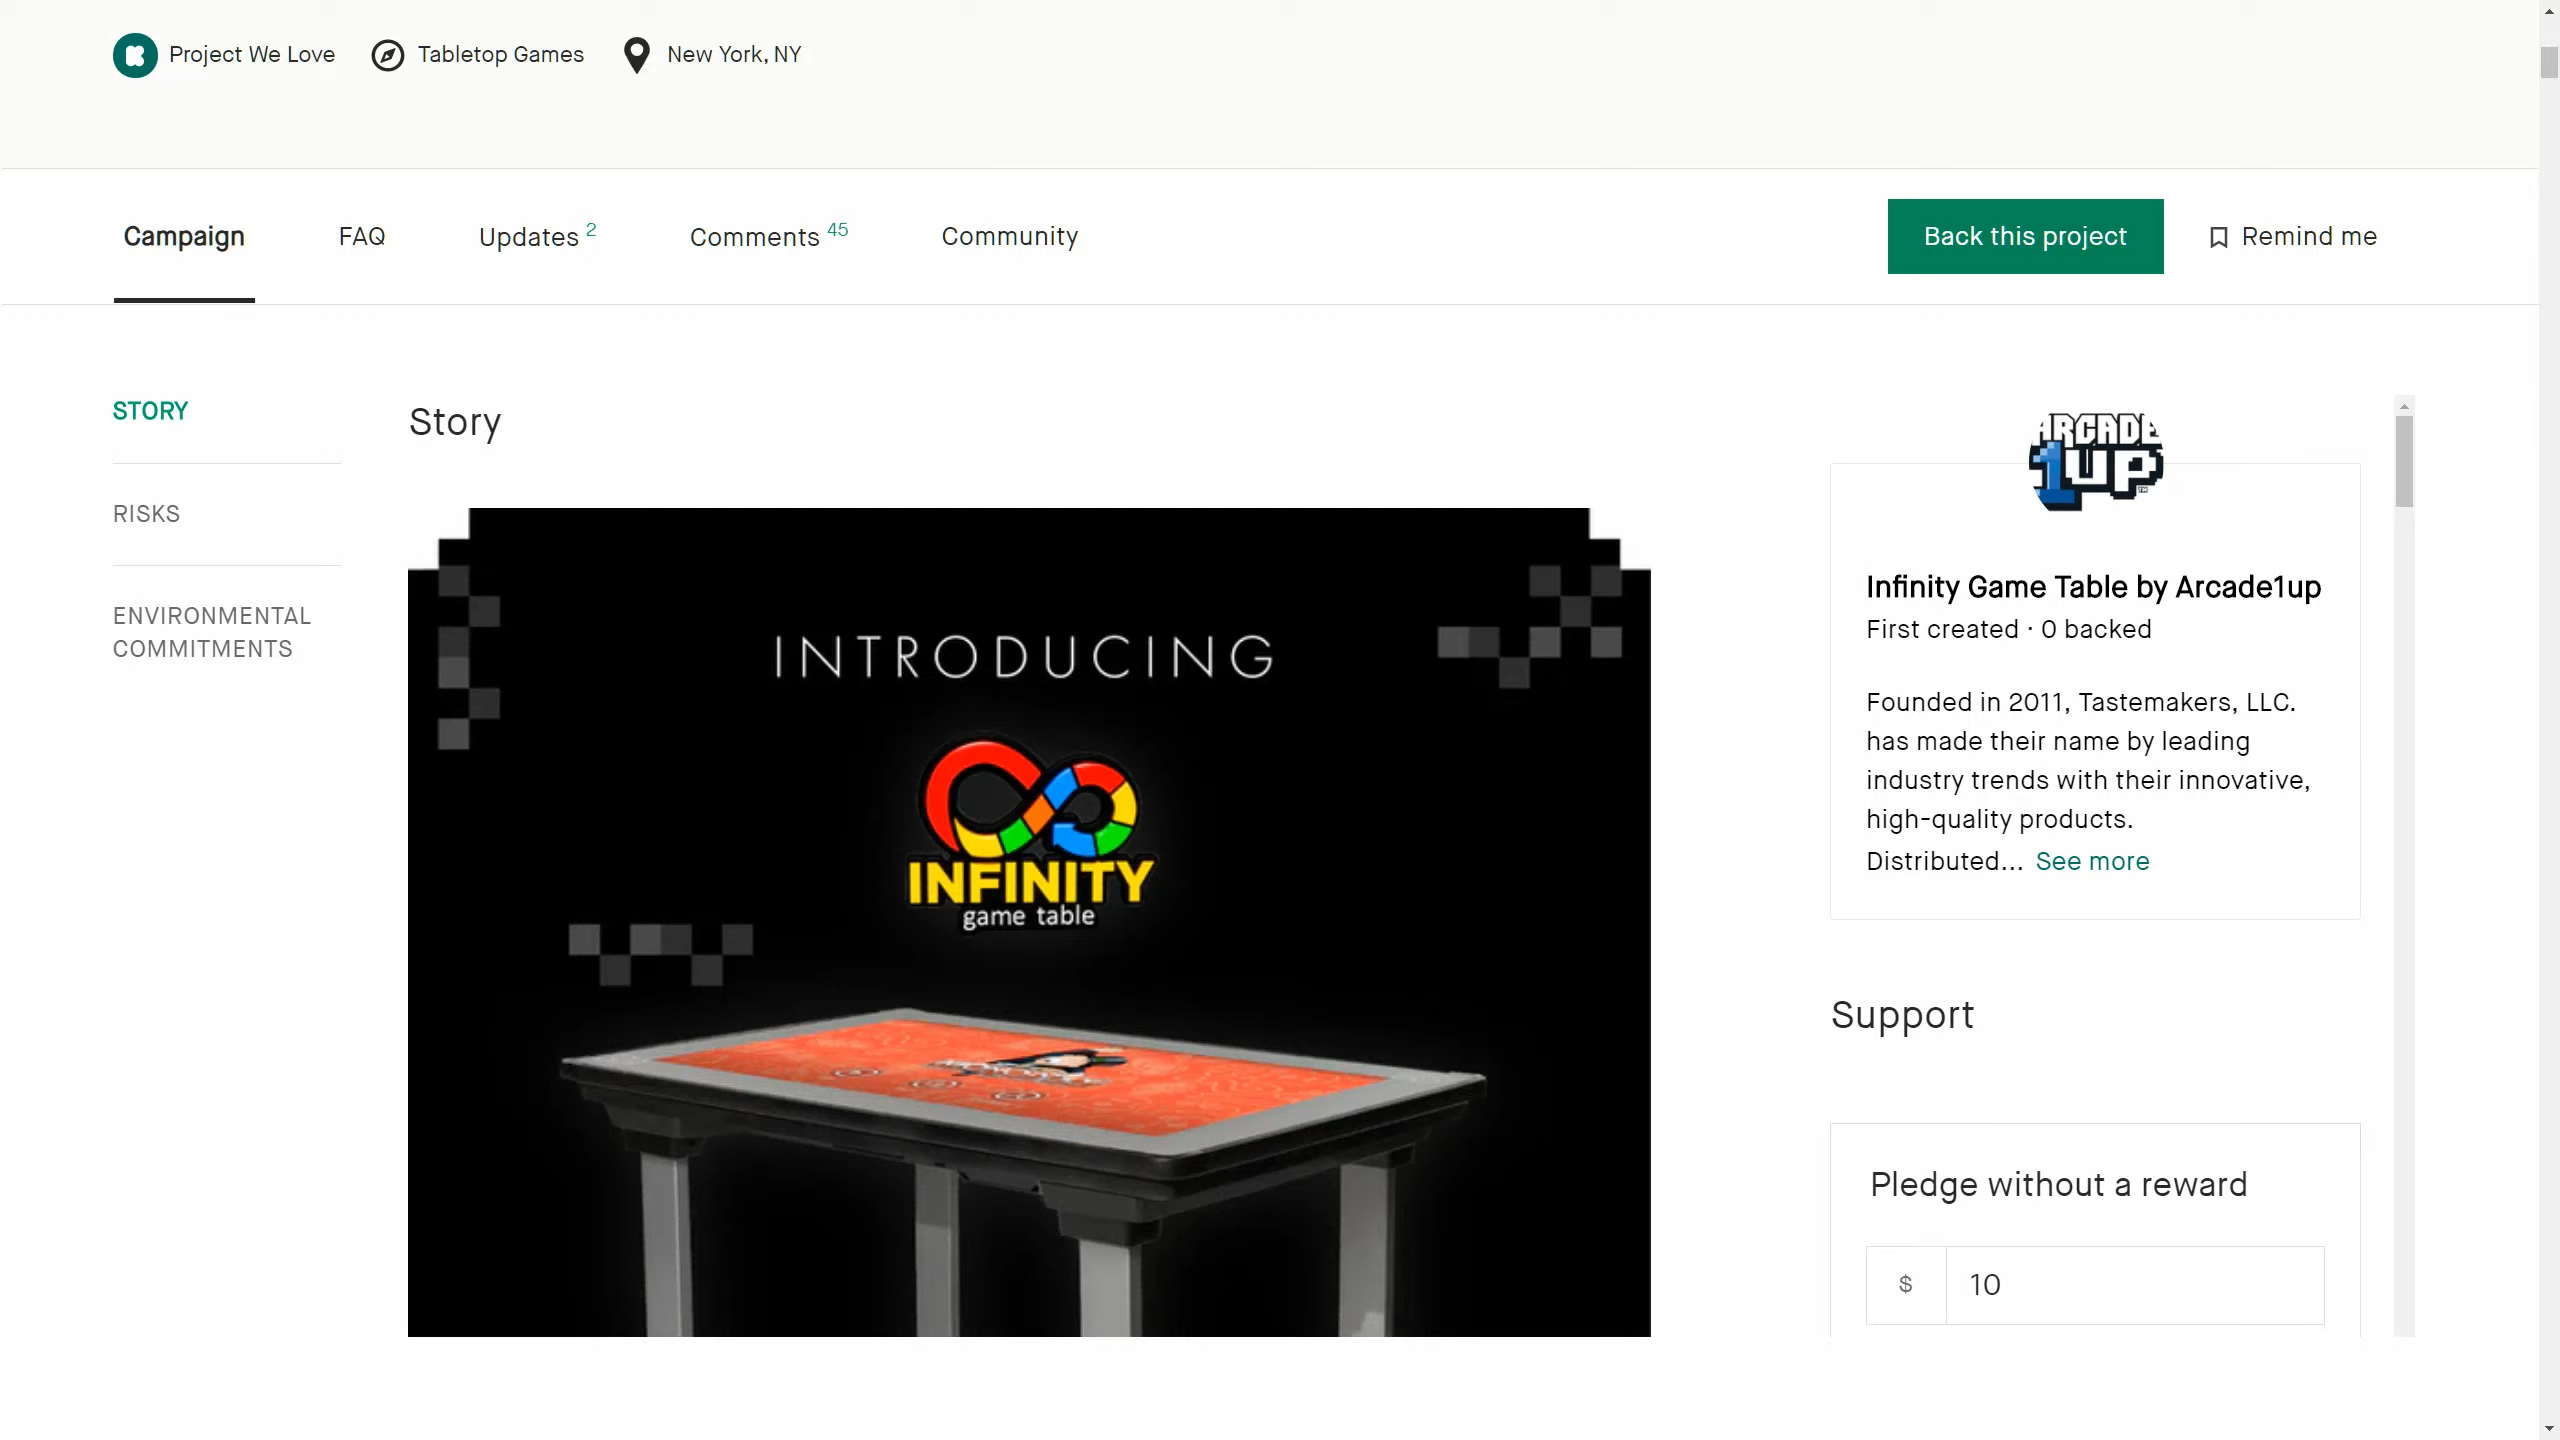 Project We Love
Tabletop Games
New York, NY
Campaign
FAQ
Updates 2
Comments 45
Community
Back this project
Remind me
STORY
RISKS
ENVIRONMENTAL
COMMITMENTS
Story
INTRODUCING
INFINITY
game table
ARCADE
1UP
Infinity Game Table by Arcade1up
First created · 0 backed
Founded in 2011, Tastemakers, LLC.
has made their name by leading
industry trends with their innovative,
high-quality products.
Distributed... See more
Support
Pledge without a reward
$ 10